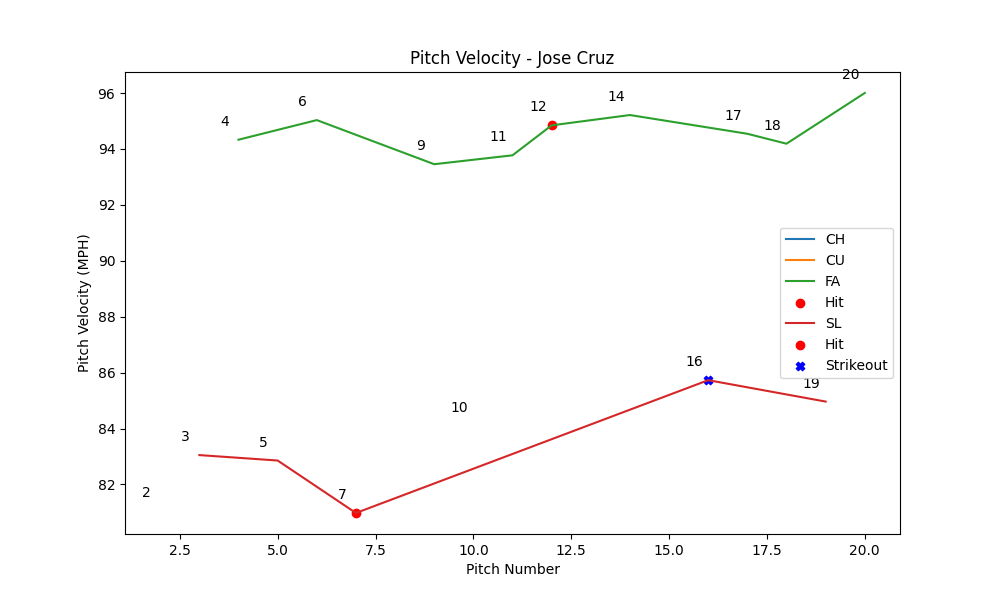 Pitch Velocity - Jose Cruz
20
96
6
14
12
17
4
18
11
9
94
92
CH
90
CU
FA
Hit
88
SL
Hit
16
Strikeout
86
19
10
84
3
5
2
7
82
2.5 5.0 7.5 10.0 12.5 15.0 17.5 20.0
Pitch Number
Pitch Velocity (MPH)